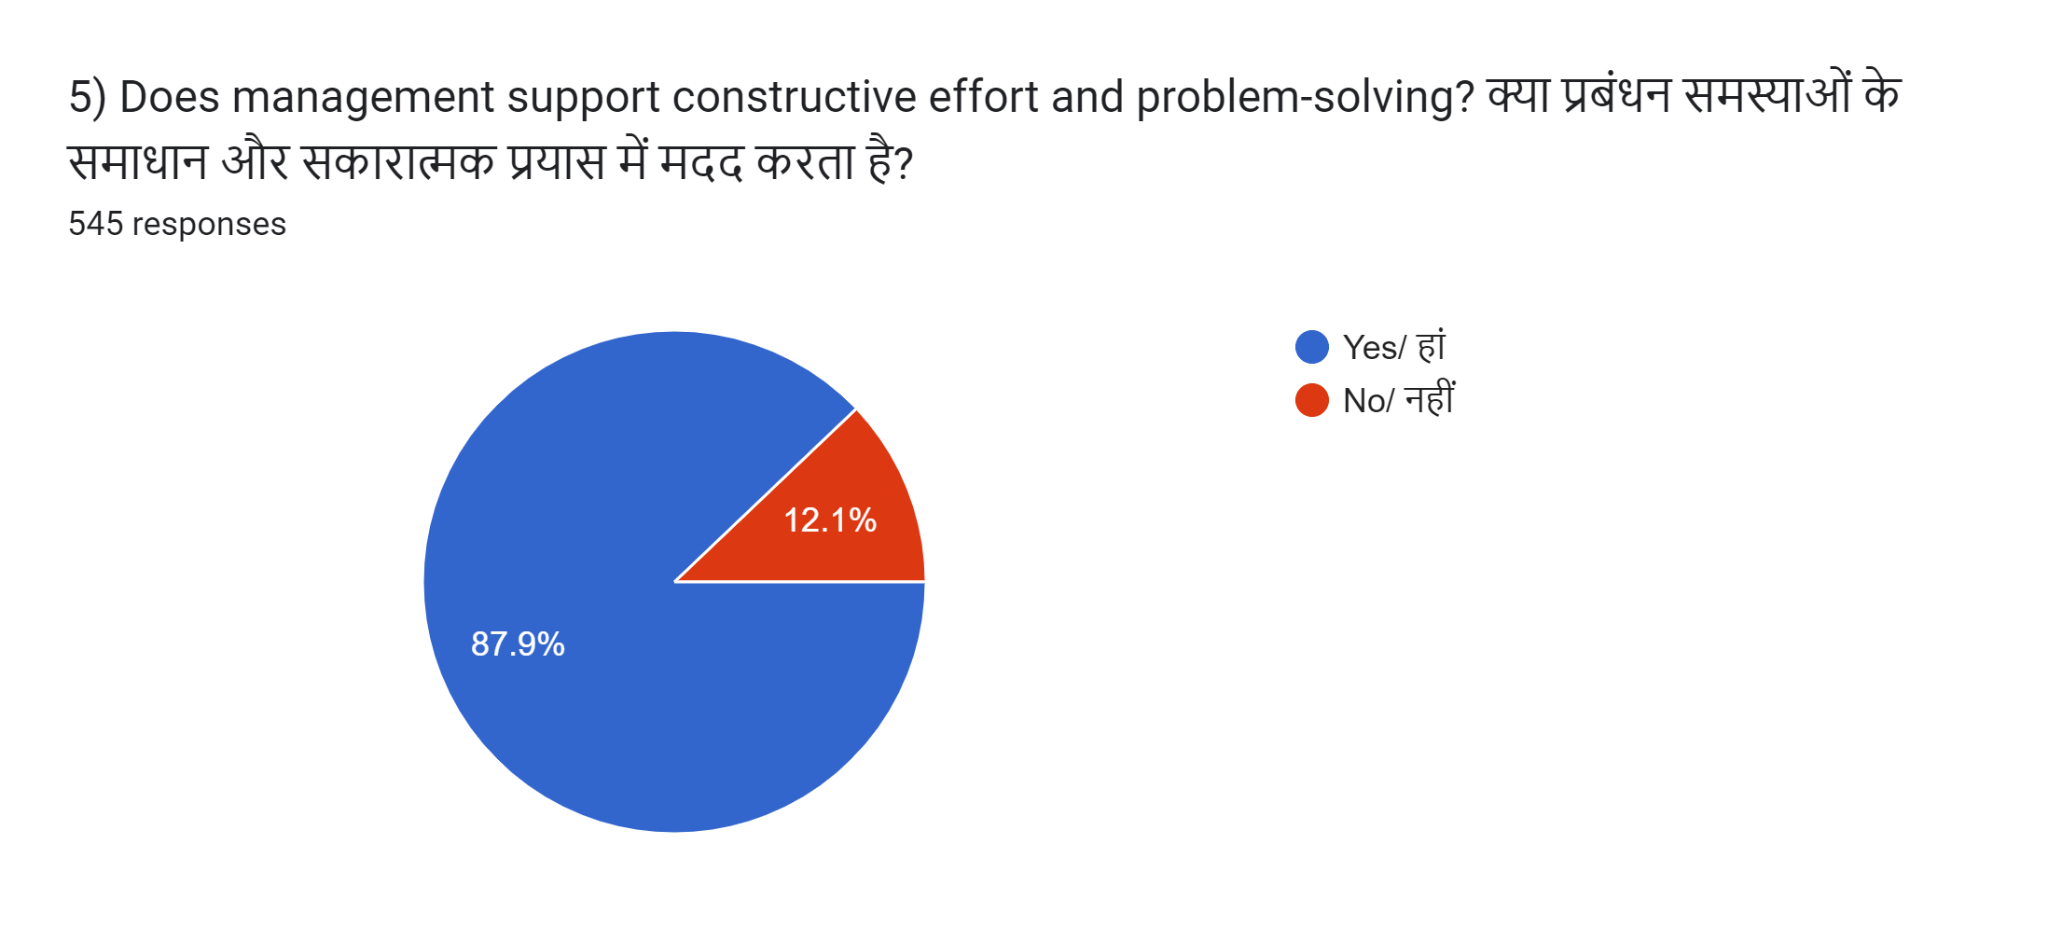 5) Does management support constructive effort and problem-solving? क्या प्रबंधन समस्याओं के
समाधान और सकारात्मक प्रयास में मदद करता है?
545 responses
Yes/ हां
No/ नहीं
12.1%
87.9%